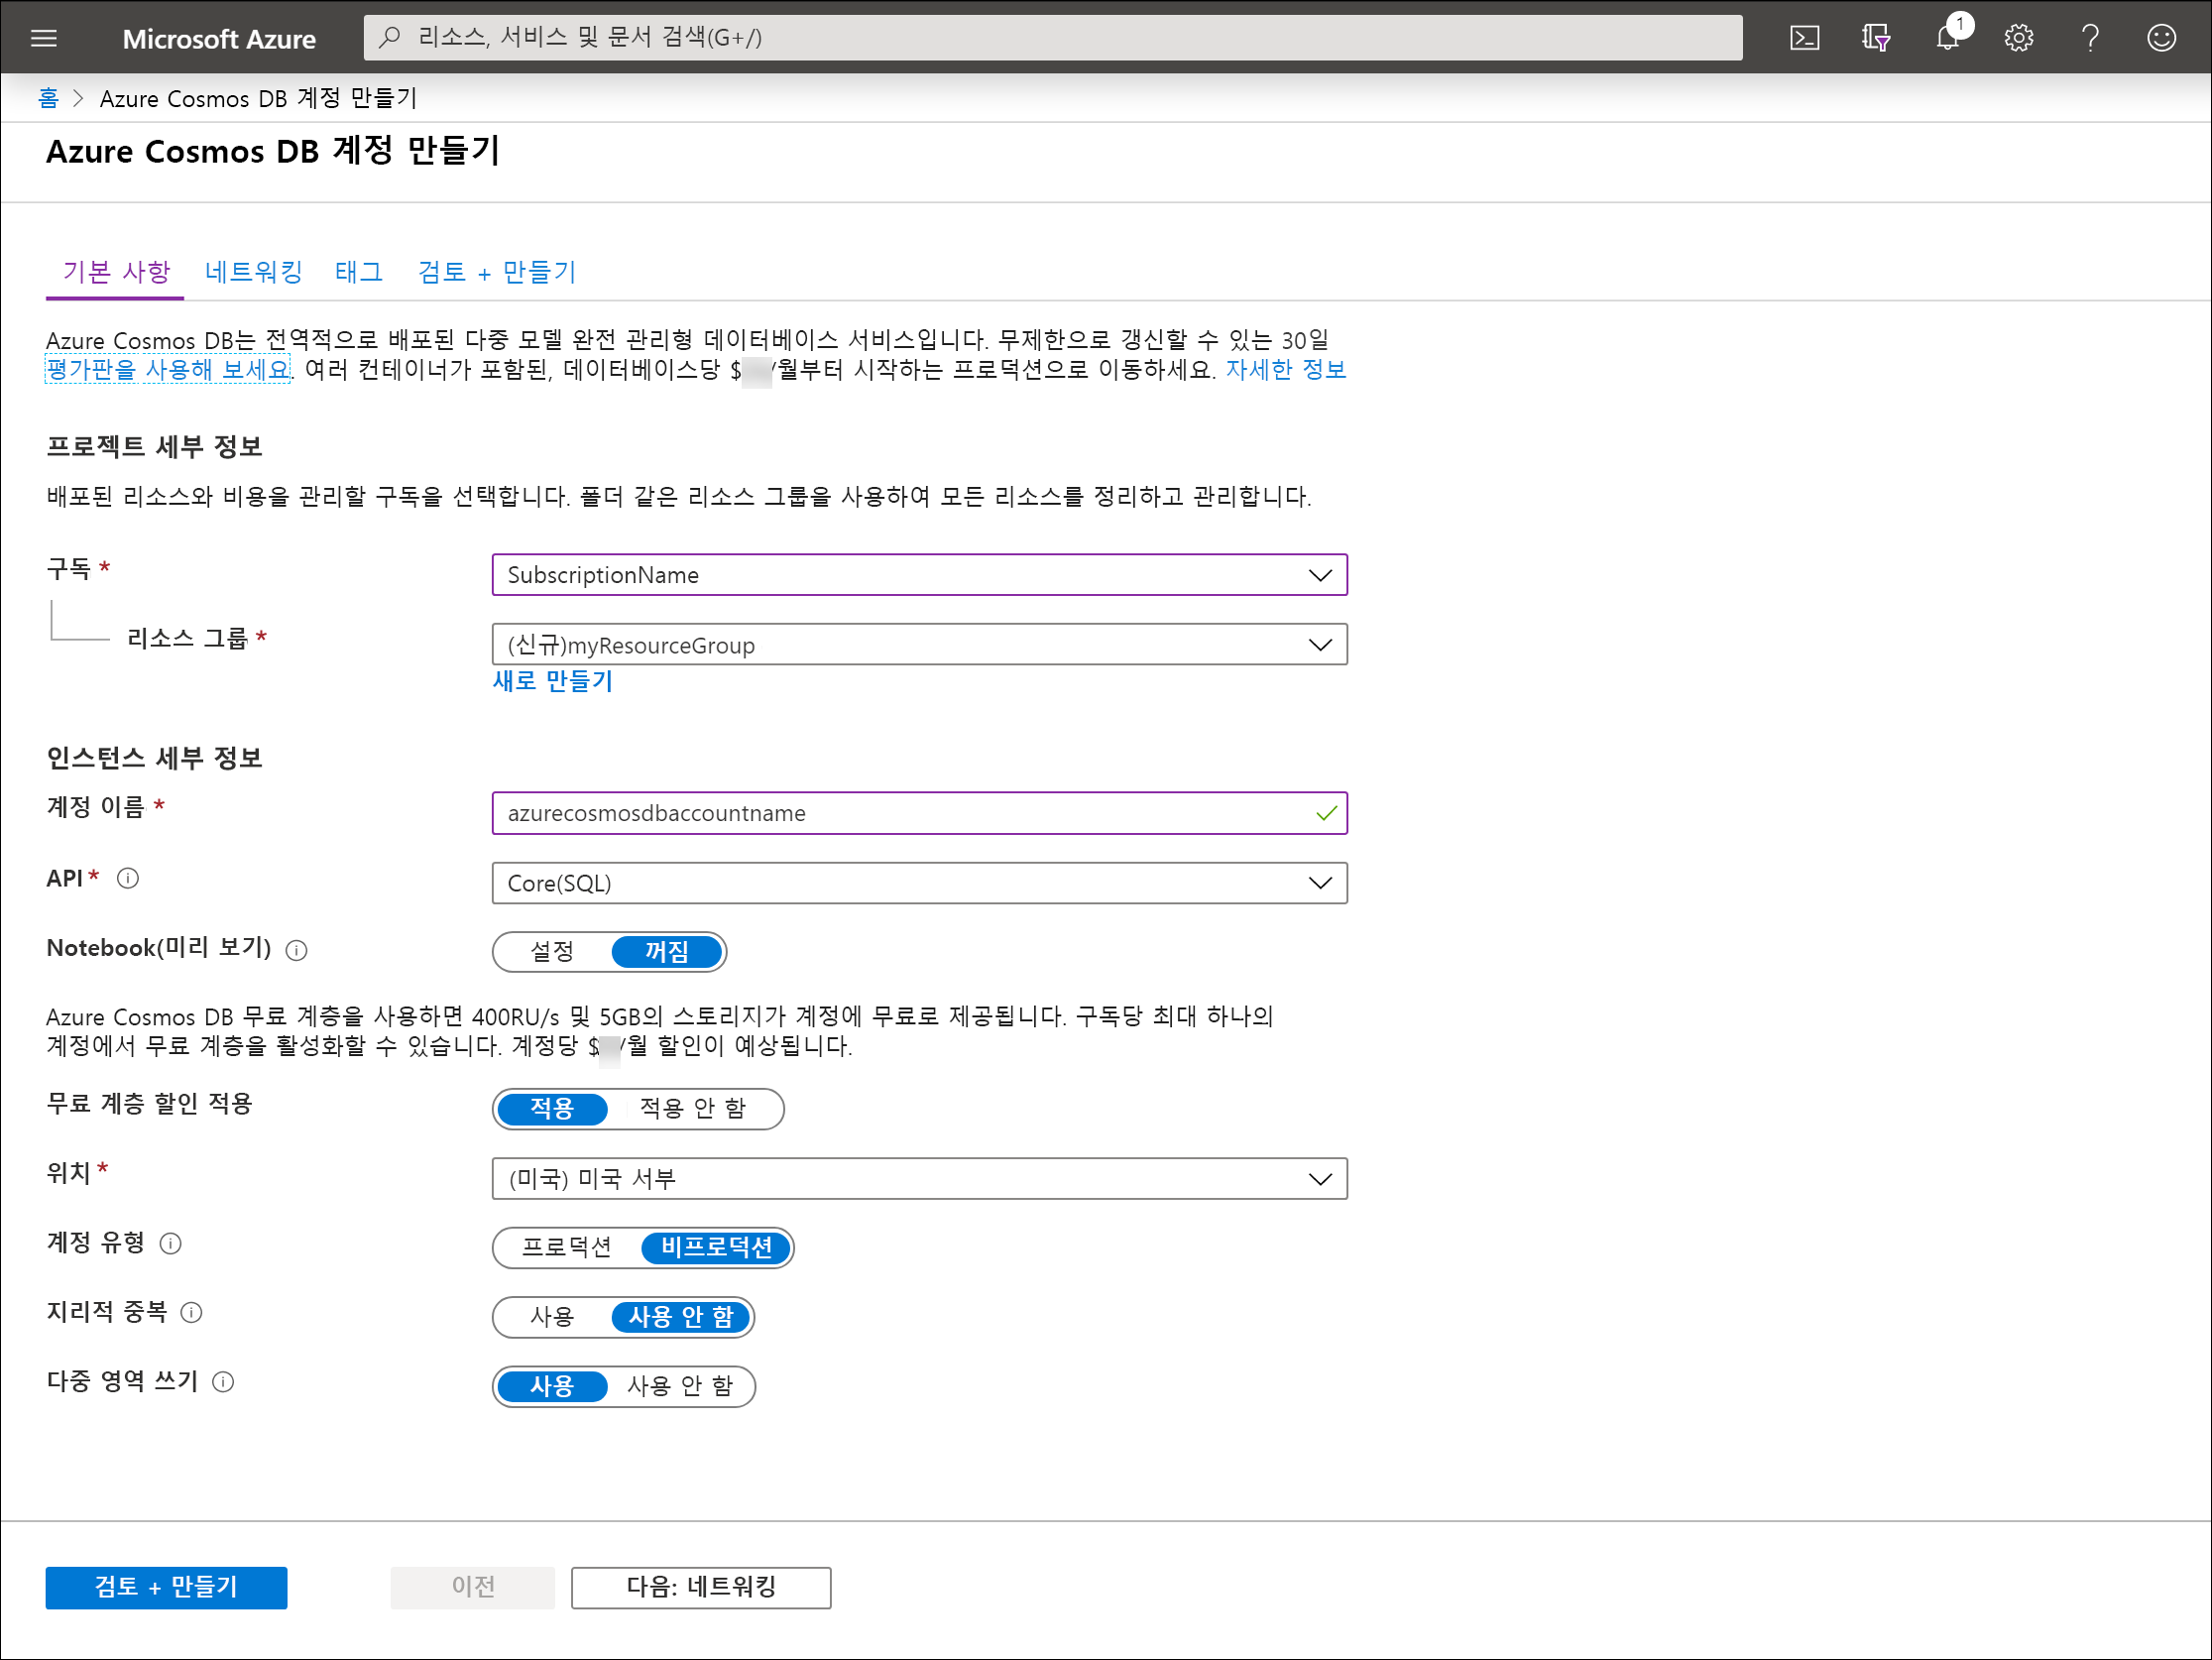 Microsoft Azure
리소스, 서비스 및 문서 검색(G+/)
1
홈 > Azure Cosmos DB 계정 만들기
Azure Cosmos DB 계정 만들기
기본 사항 네트워킹 태그 검토 + 만들기
Azure Cosmos DB는 전역적으로 배포된 다중 모델 완전 관리형 데이터베이스 서비스입니다. 무제한으로 갱신할 수 있는 30일
평가판을 사용해 보세요. 여러 컨테이너가 포함된, 데이터베이스당 $ /월부터 시작하는 프로덕션으로 이동하세요. 자세한 정보
프로젝트 세부 정보
배포된 리소스와 비용을 관리할 구독을 선택합니다. 폴더 같은 리소스 그룹을 사용하여 모든 리소스를 정리하고 관리합니다.
구독 * SubscriptionName
리소스 그룹 * (신규)myResourceGroup
새로 만들기
인스턴스 세부 정보
계정 이름 * azurecosmosdbaccountname
API * Core(SQL)
Notebook(미리 보기) 설정 꺼짐
Azure Cosmos DB 무료 계층을 사용하면 400RU/s 및 5GB의 스토리지가 계정에 무료로 제공됩니다. 구독당 최대 하나의
계정에서 무료 계층을 활성화할 수 있습니다. 계정당 $ /월 할인이 예상됩니다.
무료 계층 할인 적용 적용 적용 안 함
위치 * (미국) 미국 서부
계정 유형 프로덕션 비프로덕션
지리적 중복 사용 사용 안 함
다중 영역 쓰기 사용 사용 안 함
검토 + 만들기 이전 다음: 네트워킹